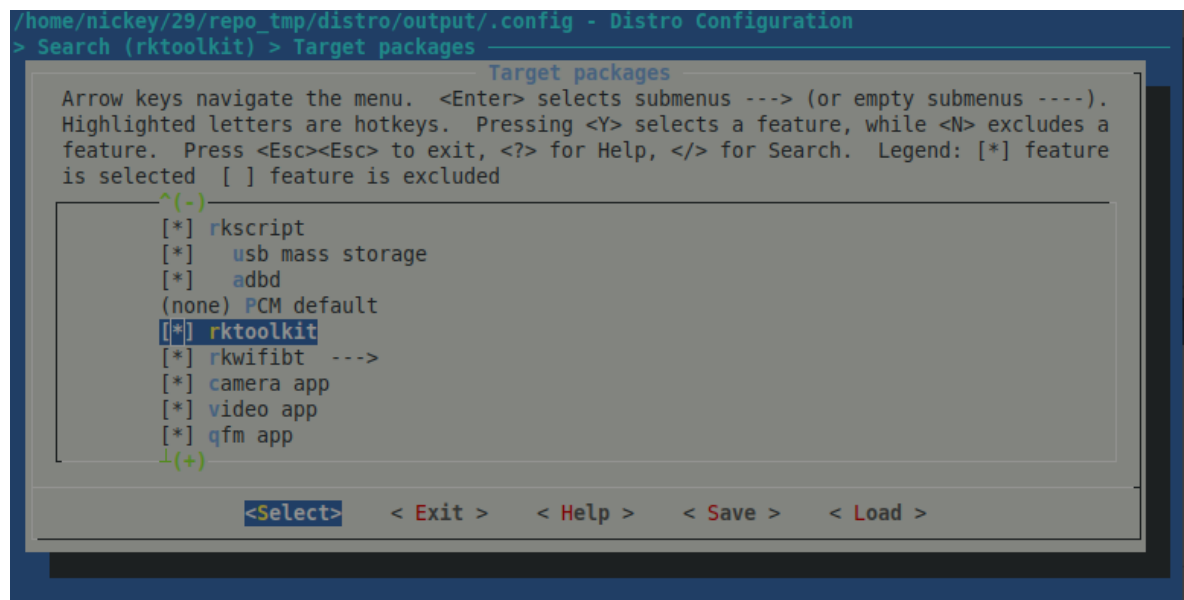 /home/nickey/29/repo_tmp/distro/output/.config - Distro Configuration
> Search (rktoolkit) > Target packages
Target packages
Arrow keys navigate the menu.  <Enter> selects submenus ---> (or empty submenus ----).
Highlighted letters are hotkeys.  Pressing <Y> selects a feature, while <N> excludes a
feature.  Press <Esc><Esc> to exit, <?> for Help, </> for Search.  Legend: [*] feature
is selected  [ ] feature is excluded
^(-)
[*] rkscript
[*]   usb mass storage
[*]   adbd
(none) PCM default
[*] rktoolkit
[*] rkwifibt  --->
[*] camera app
[*] video app
[*] qfm app
┴(+)
<Select>    < Exit >    < Help >    < Save >    < Load >